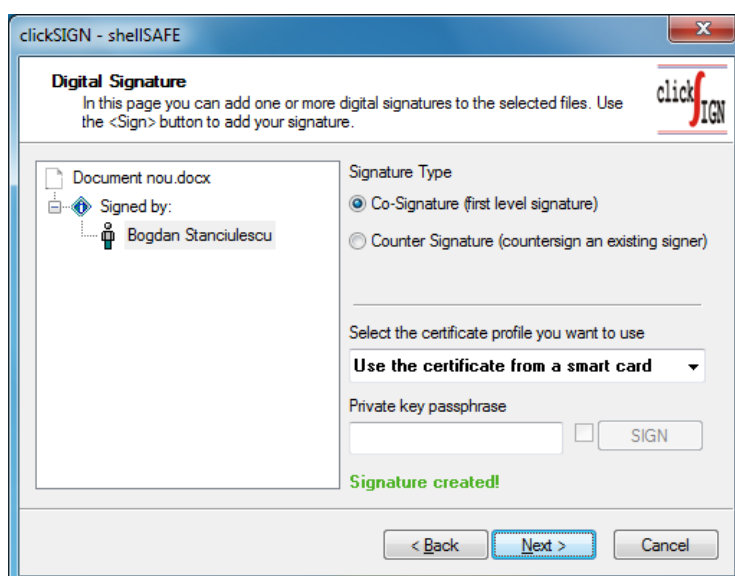 clickSIGN - shellSAFE
Digital Signature
In this page you can add one or more digital signatures to the selected files. Use
the <Sign> button to add your signature.
click
SIGN
Document nou.docx
Signed by:
Bogdan Stanciulescu
Signature Type
Co-Signature (first level signature)
Counter Signature (countersign an existing signer)
Select the certificate profile you want to use
Use the certificate from a smart card
Private key passphrase
SIGN
Signature created!
< Back
Next >
Cancel